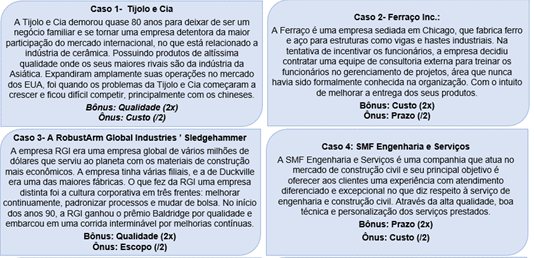 Caso 1- Tijolo e Cia
A Tijolo e Cia demorou quase 80 anos para deixar de ser um
negócio familiar e se tornar uma empresa detentora da maior
participação do mercado internacional, no que está relacionado a
indústria de cerâmica. Possuindo produtos de altíssima
qualidade onde os seus maiores rivais são da indústria da
Asiática. Expandiram amplamente suas operações no mercado
dos EUA, foi quando os problemas da Tijolo e Cia começaram a
crescer e ficou difícil competir, principalmente com os chineses.
Bônus: Qualidade (2x)
Ônus: Custo (/2)
Caso 2- Ferraço Inc.:
A Ferraço é uma empresa sediada em Chicago, que fabrica ferro
e aço para estruturas como vigas e hastes industriais. Na
tentativa de incentivar os funcionários, a empresa decidiu
contratar uma equipe de consultoria externa para treinar os
funcionários no gerenciamento de projetos, área que nunca
havia sido formalmente conhecida na organização. Com o intuito
de melhorar a entrega dos seus produtos.
Bônus: Custo (2x)
Ônus: Prazo (/2)
Caso 3- A RobustArm Global Industries ' Sledgehammer
A empresa RGI era uma empresa global de vários milhões de
dólares que serviu ao planeta com os materiais de construção
mais econômicos. A empresa tinha várias filiais, e a de Duckville
era uma das maiores fábricas. O que fez da RGI uma empresa
distinta foi a cultura corporativa em três frentes: melhorar
continuamente, padronizar processos e mudar de bolsa. No início
dos anos 90, a RGI ganhou o prêmio Baldridge por qualidade e
embarcou em uma corrida interminável por melhorias contínuas.
Bônus: Qualidade (2x)
Ônus: Escopo (/2)
Caso 4: SMF Engenharia e Serviços
A SMF Engenharia e Serviços é uma companhia que atua no
mercado de construção civil e seu principal objetivo é
oferecer aos clientes uma experiência com atendimento
diferenciado e excepcional no que diz respeito à serviço de
engenharia e construção civil. Através da alta qualidade, boa
técnica e personalização dos serviços prestados.
Bônus: Prazo (2x)
Ônus: Custo (/2)